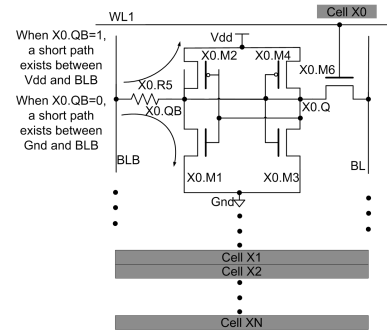 WL1
Cell X0
When X0.QB=1,
a short path
exists between
Vdd and BLB
Vdd
X0.M2
X0.M4
X0.M6
X0.R5
When X0.QB=0,
a short path
exists between
Gnd and BLB
X0.QB
X0.Q
BLB
BL
X0.M1
X0.M3
Gnd
Cell X1
Cell X2
Cell XN